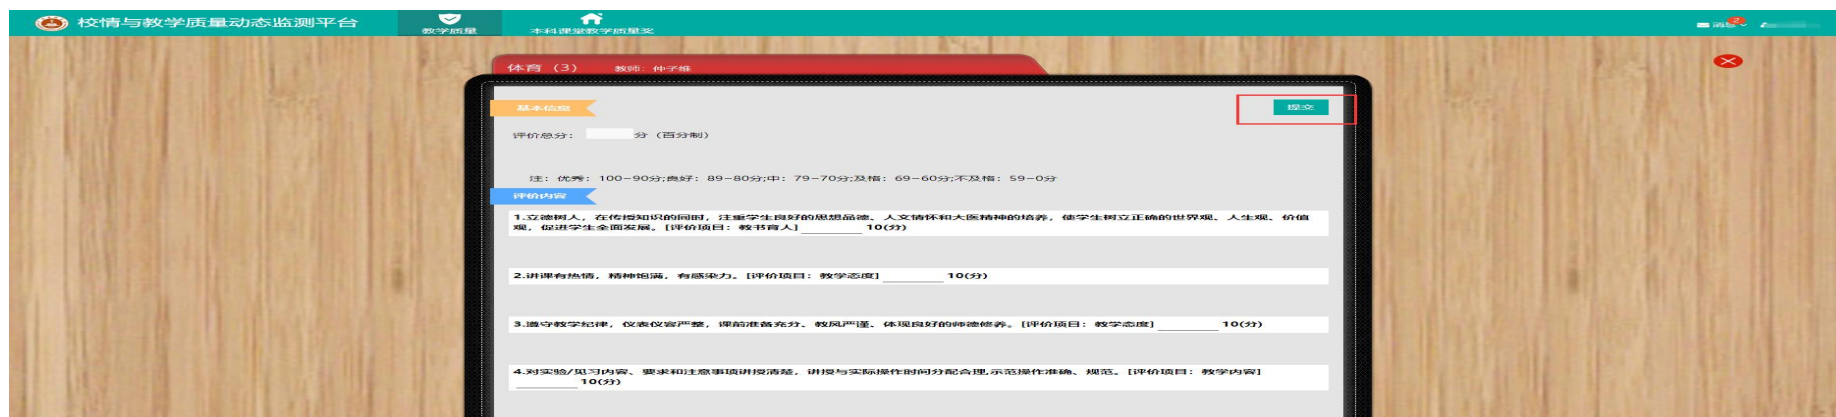 校情与教学质量动态监测平台
教学质量
本科课堂教学质量奖
消息
2
体育（3） 教师：仲子维
基本信息
提交
评价总分： 分（百分制）
注：优秀：100-90分;良好：89-80分;中：79-70分;及格：69-60分;不及格：59-0分
评价内容
1.立德树人，在传授知识的同时，注重学生良好的思想品德、人文情怀和大医精神的培养，使学生树立正确的世界观、人生观、价值
观，促进学生全面发展。[评价项目：教书育人]________ 10(分)
2.讲课有热情，精神饱满，有感染力。[评价项目：教学态度]________ 10(分)
3.遵守教学纪律，仪表仪容严整，课前准备充分、教风严谨、体现良好的师德修养。[评价项目：教学态度]________ 10(分)
4.对实验/见习内容、要求和注意事项讲授清楚，讲授与实际操作时间分配合理,示范操作准确、规范。[评价项目：教学内容]
________ 10(分)